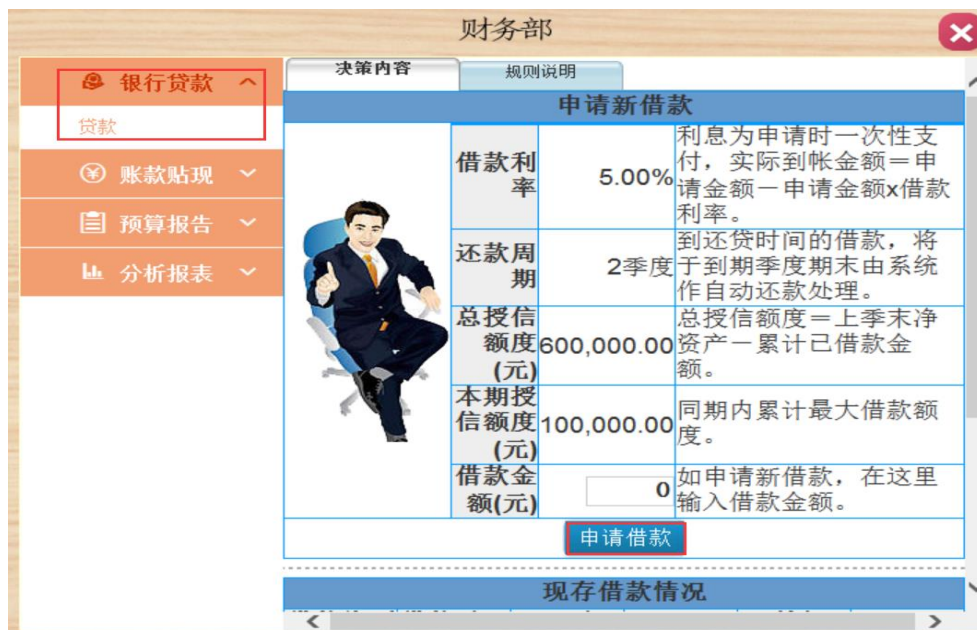 财务部
银行贷款
贷款
账款贴现
预算报告
分析报表
决策内容
规则说明
申请新借款
借款利
率
5.00%
利息为申请时一次性支
付，实际到帐金额＝申
请金额－申请金额x借款
利率。
还款周
期
2季度
到还贷时间的借款，将
于到期季度期末由系统
作自动还款处理。
总授信
额度
(元)
600,000.00
总授信额度＝上季末净
资产－累计已借款金
额。
本期授
信额度
(元)
100,000.00
同期内累计最大借款额
度。
借款金
额(元)
0
如申请新借款，在这里
输入借款金额。
申请借款
现存借款情况